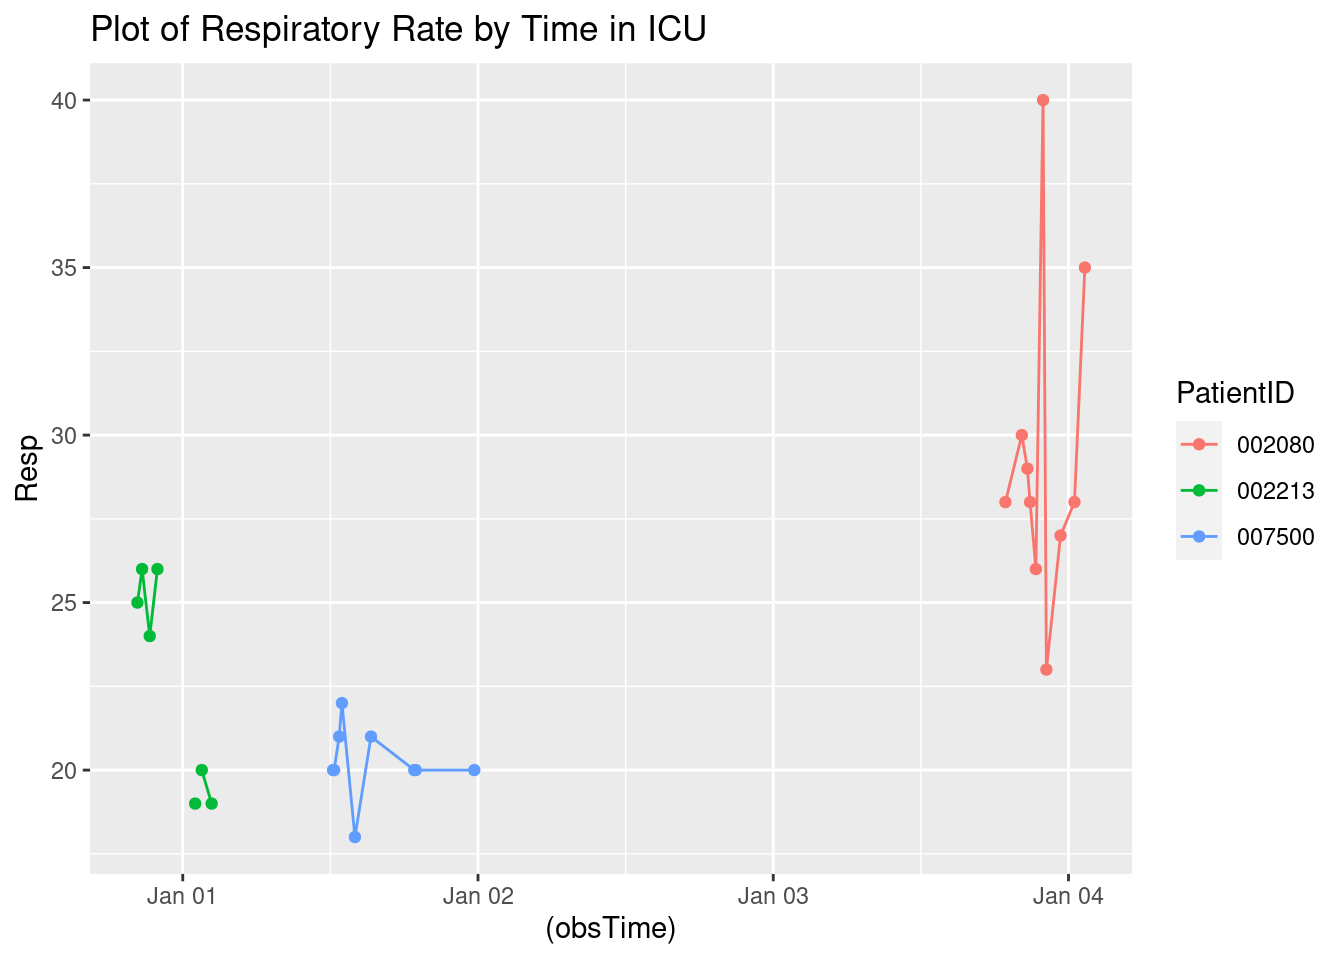 Plot of Respiratory Rate by Time in ICU
40
35
30
25
20
Resp
Jan 01
Jan 02
Jan 03
Jan 04
(obsTime)
PatientID
002080
002213
007500